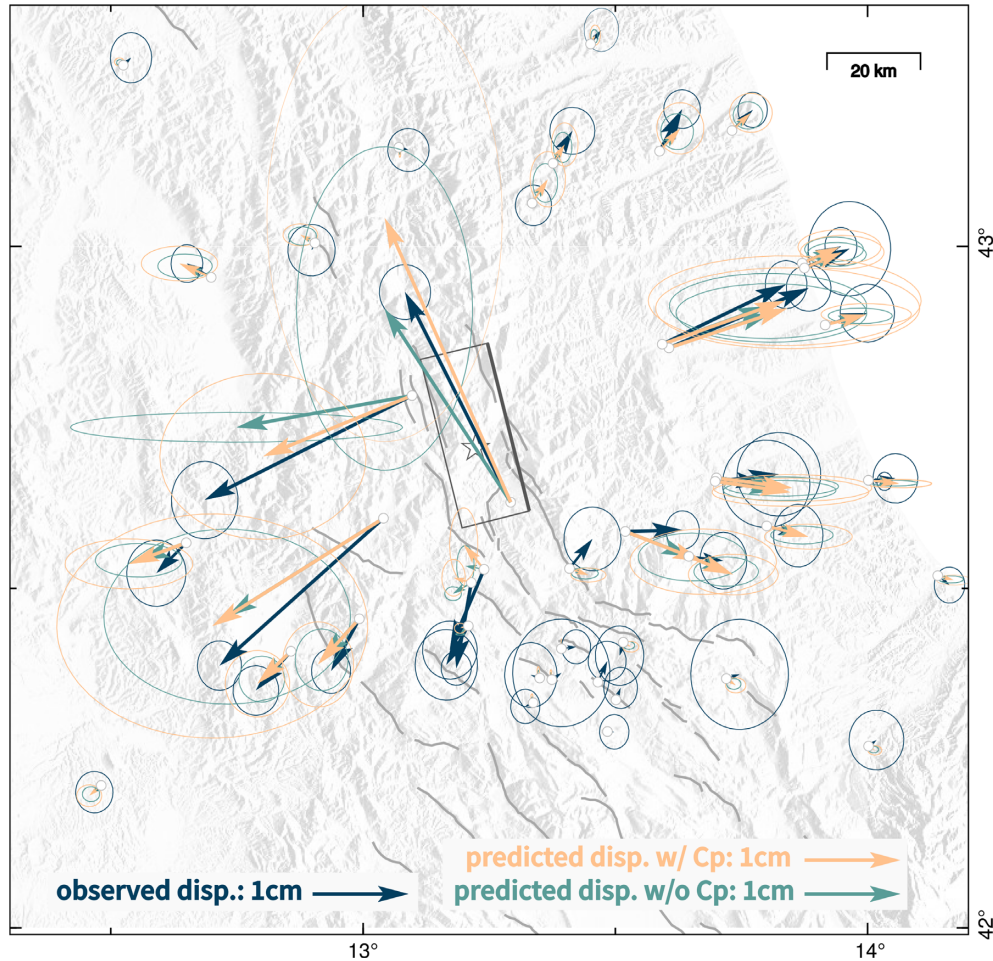 20 km
43°
predicted disp. w/ Cp: 1cm
observed disp.: 1cm
predicted disp. w/o Cp: 1cm
42°
13°
14°